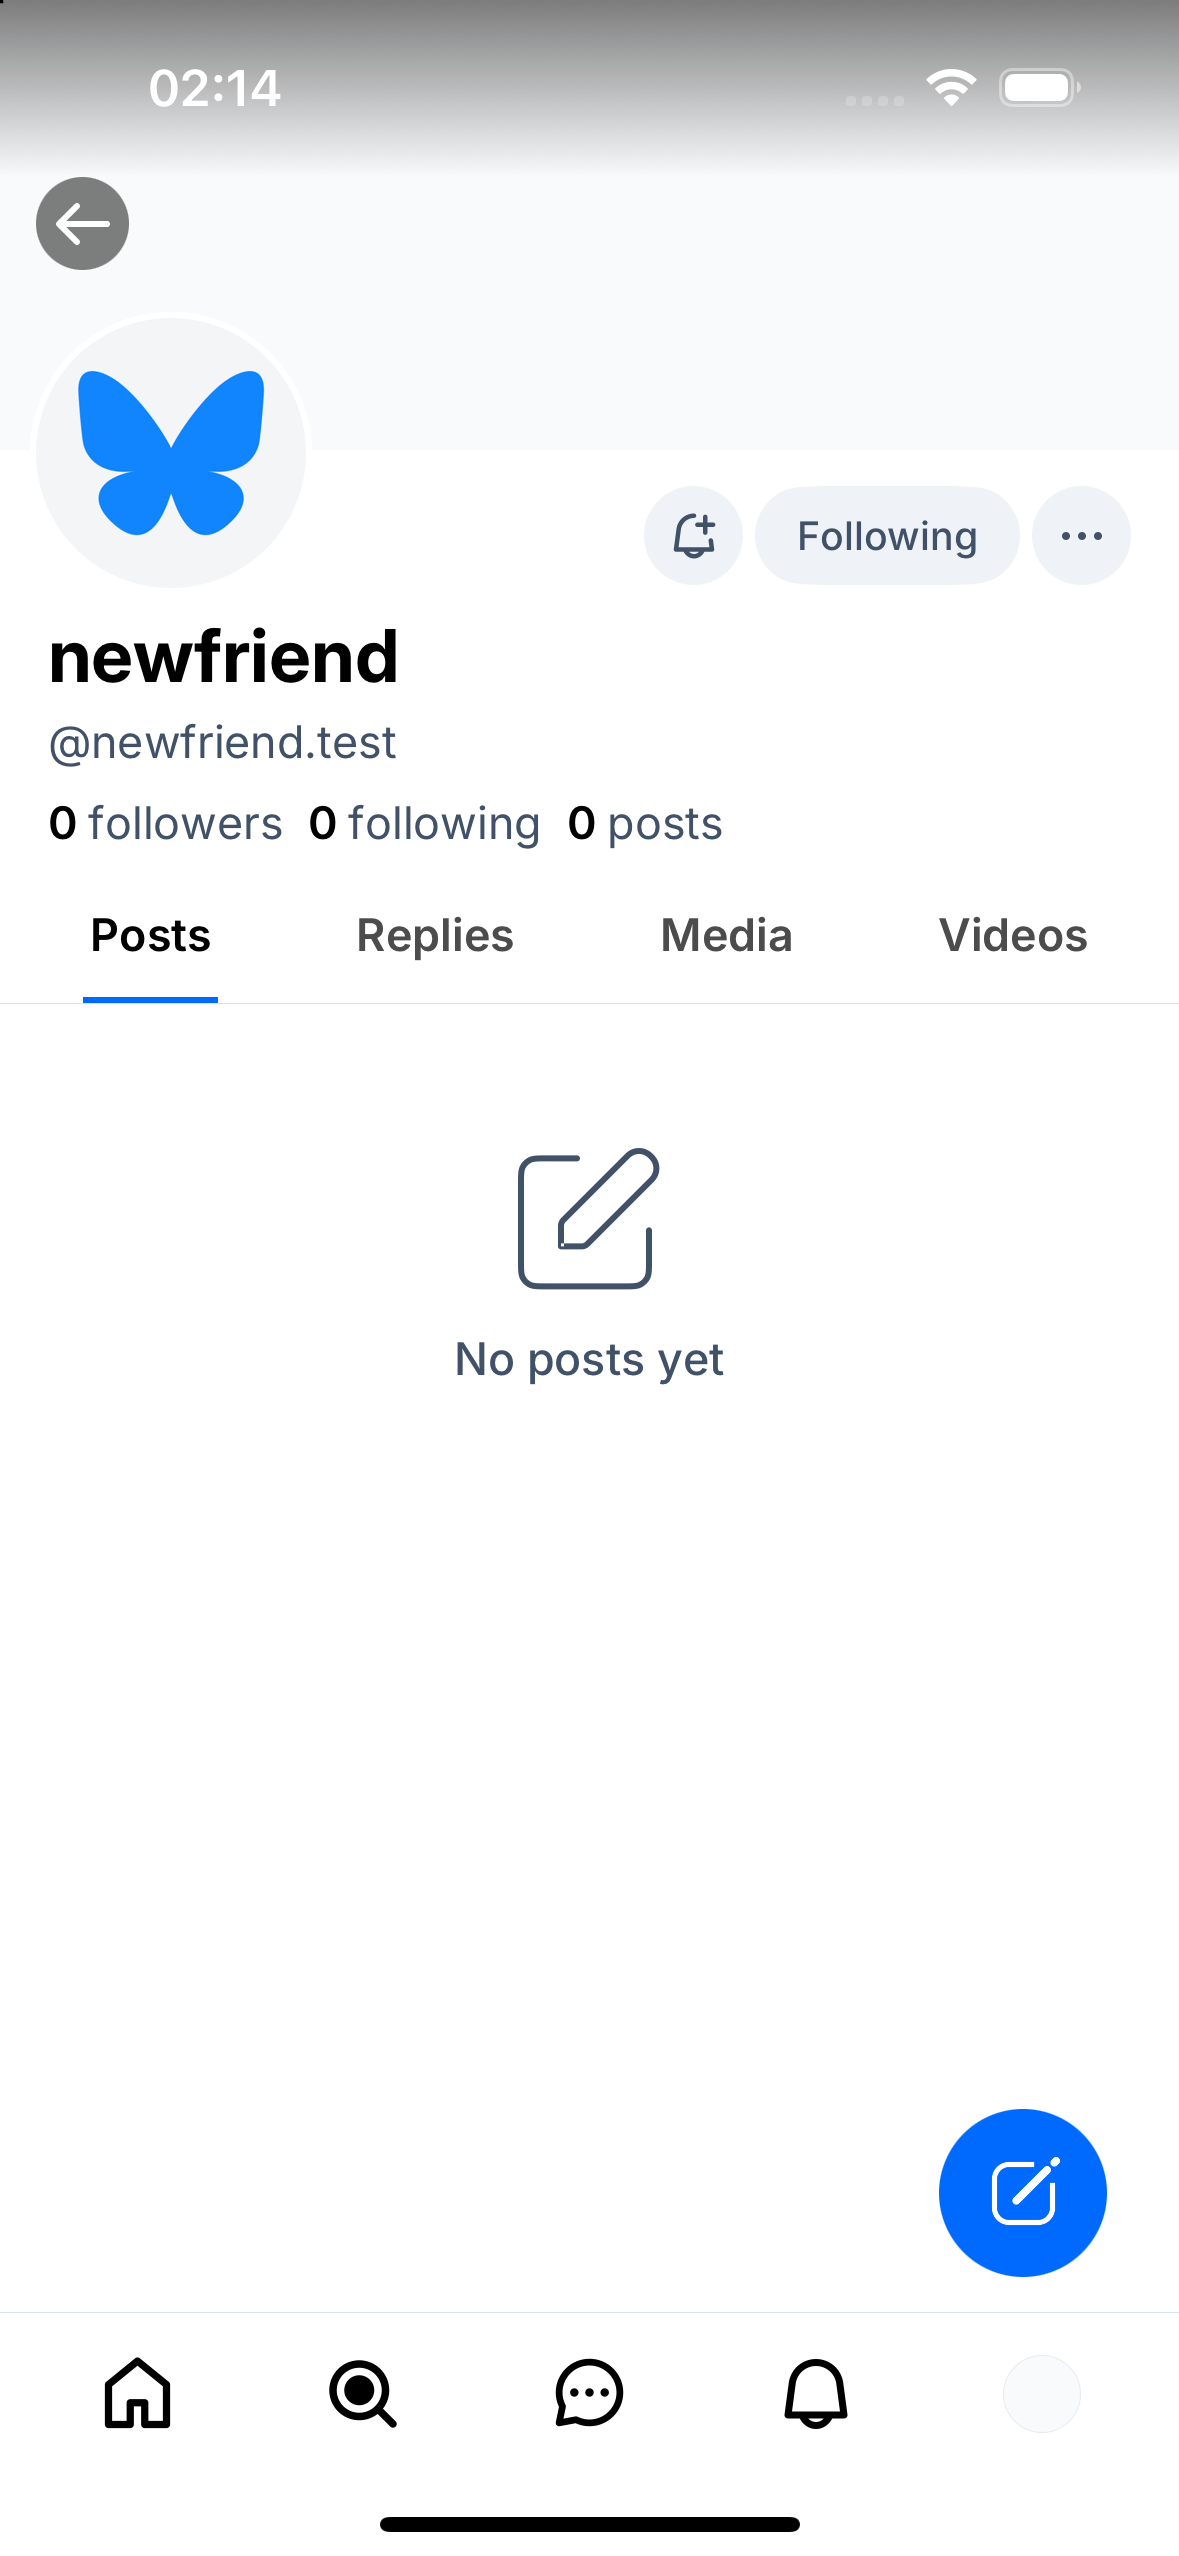 02:14
Following
newfriend
@newfriend.test
0 followers 0 following 0 posts
Posts Replies Media Videos
No posts yet